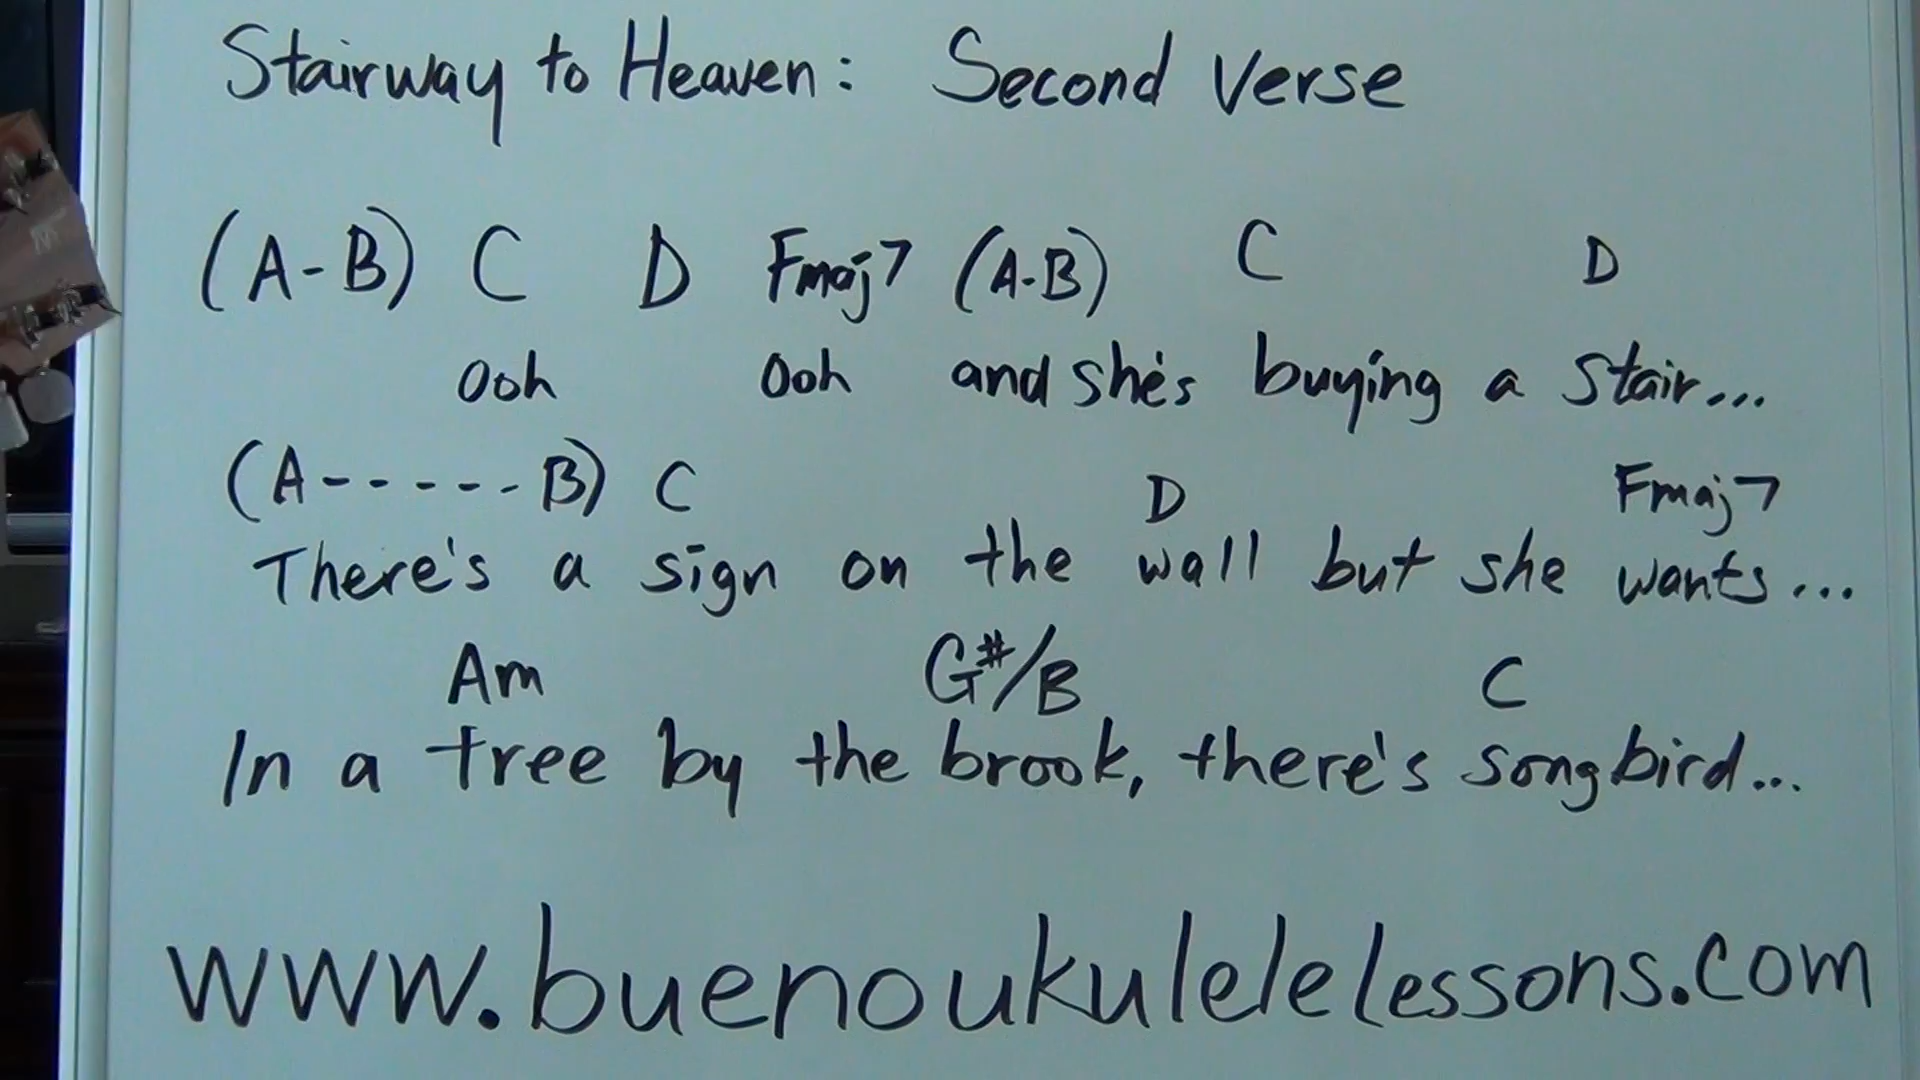 Stairway to Heaven: Second Verse
(A-B) C D Fmaj7 (A-B) C D
Ooh Ooh and she's buying a Stair...
(A-----B) C D Fmaj7
There's a sign on the wall but she wants...
Am G#/B C
In a tree by the brook, there's songbird...
www.buenoukulelelessons.com